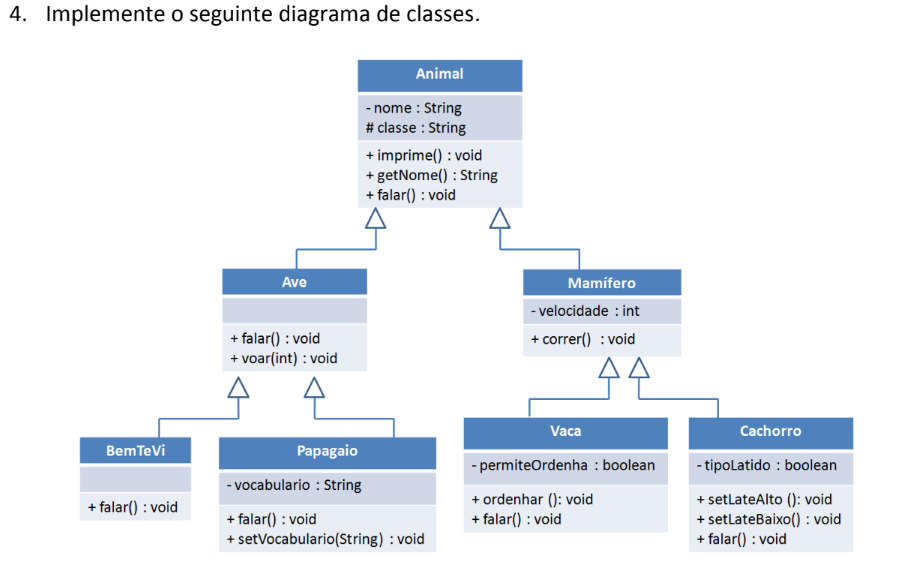 4. Implemente o seguinte diagrama de classes.
Animal
- nome : String
# classe : String
+ imprime() : void
+ getNome() : String
+ falar() : void
Ave
+ falar() : void
+ voar(int) : void
Mamífero
- velocidade : int
+ correr() : void
BemTeVi
+ falar() : void
Papagaio
- vocabulario : String
+ falar() : void
+ setVocabulario(String) : void
Vaca
- permiteOrdenha : boolean
+ ordenhar (): void
+ falar() : void
Cachorro
- tipoLatido : boolean
+ setLateAlto (): void
+ setLateBaixo() : void
+ falar() : void